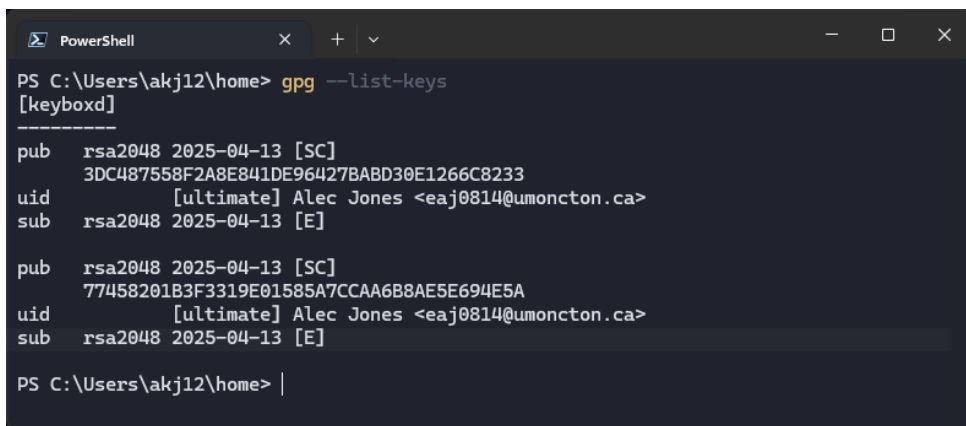 PowerShell
PS C:\Users\akj12\home> gpg --list-keys
[keyboxd]
---------
pub   rsa2048 2025-04-13 [SC]
      3DC487558F2A8E841DE96427BABD30E1266C8233
uid           [ultimate] Alec Jones <eaj0814@umoncton.ca>
sub   rsa2048 2025-04-13 [E]
pub   rsa2048 2025-04-13 [SC]
      77458201B3F3319E01585A7CCAA6B8AE5E694E5A
uid           [ultimate] Alec Jones <eaj0814@umoncton.ca>
sub   rsa2048 2025-04-13 [E]
PS C:\Users\akj12\home>